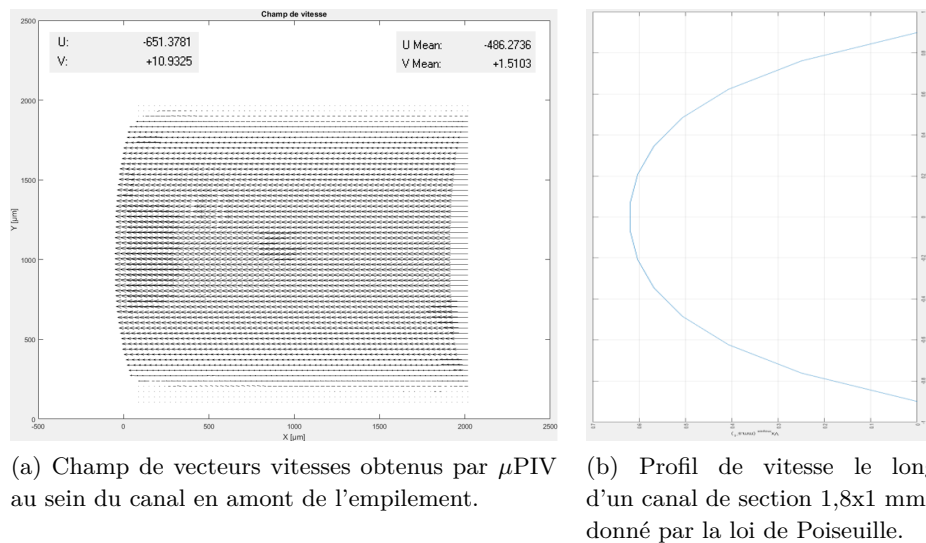 Champ de vitesse
U: -651.3781
V: +10.9325
U Mean: -486.2736
V Mean: +1.5103
2500
2000
1500
1000
500
0
Y [µm]
-500 0 500 1000 1500 2000 2500
X [µm]
(a) Champ de vecteurs vitesses obtenus par µPIV
au sein du canal en amont de l'empilement.
(b) Profil de vitesse le long
d'un canal de section 1,8x1 mm
donné par la loi de Poiseuille.